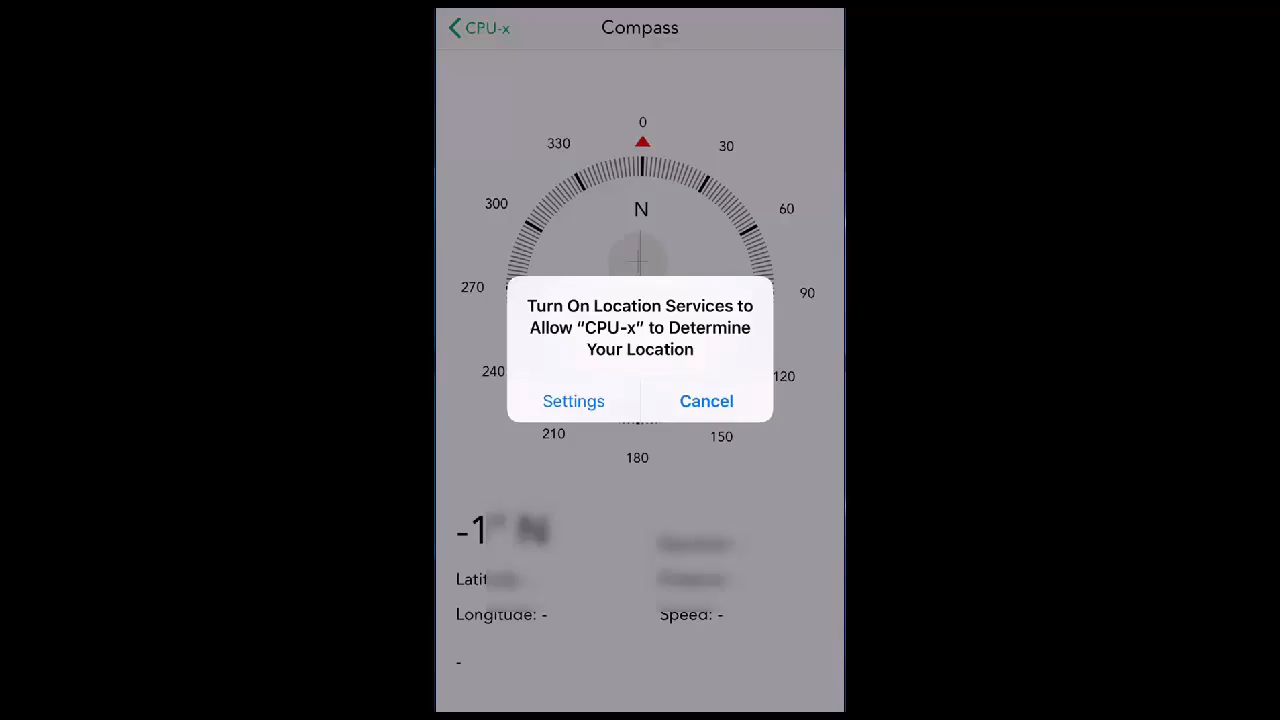 CPU-x
Compass
0
330
30
300
60
N
270
90
Turn On Location Services to
Allow “CPU-x” to Determine
Your Location
240
120
Settings
Cancel
210
150
180
-1° N
Longitude: -
Speed: -
-